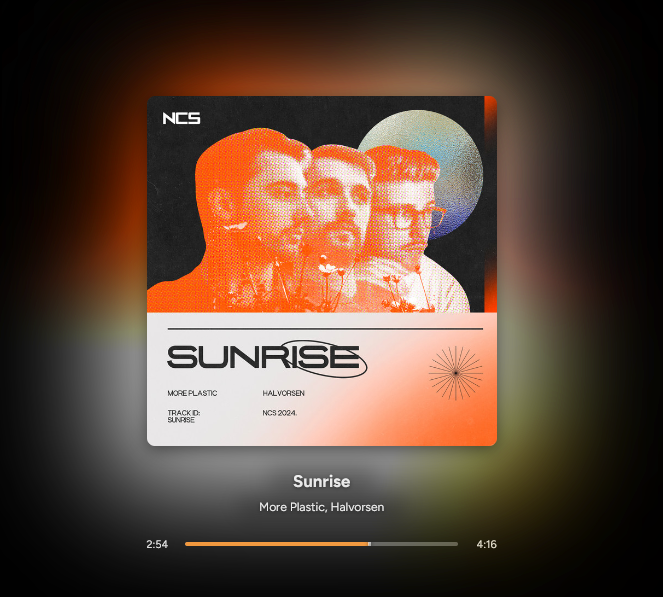 NCS
SUNRISE
MORE PLASTIC HALVORSEN
TRACK ID: NCS 2024.
SUNRISE
Sunrise
More Plastic, Halvorsen
2:54 4:16